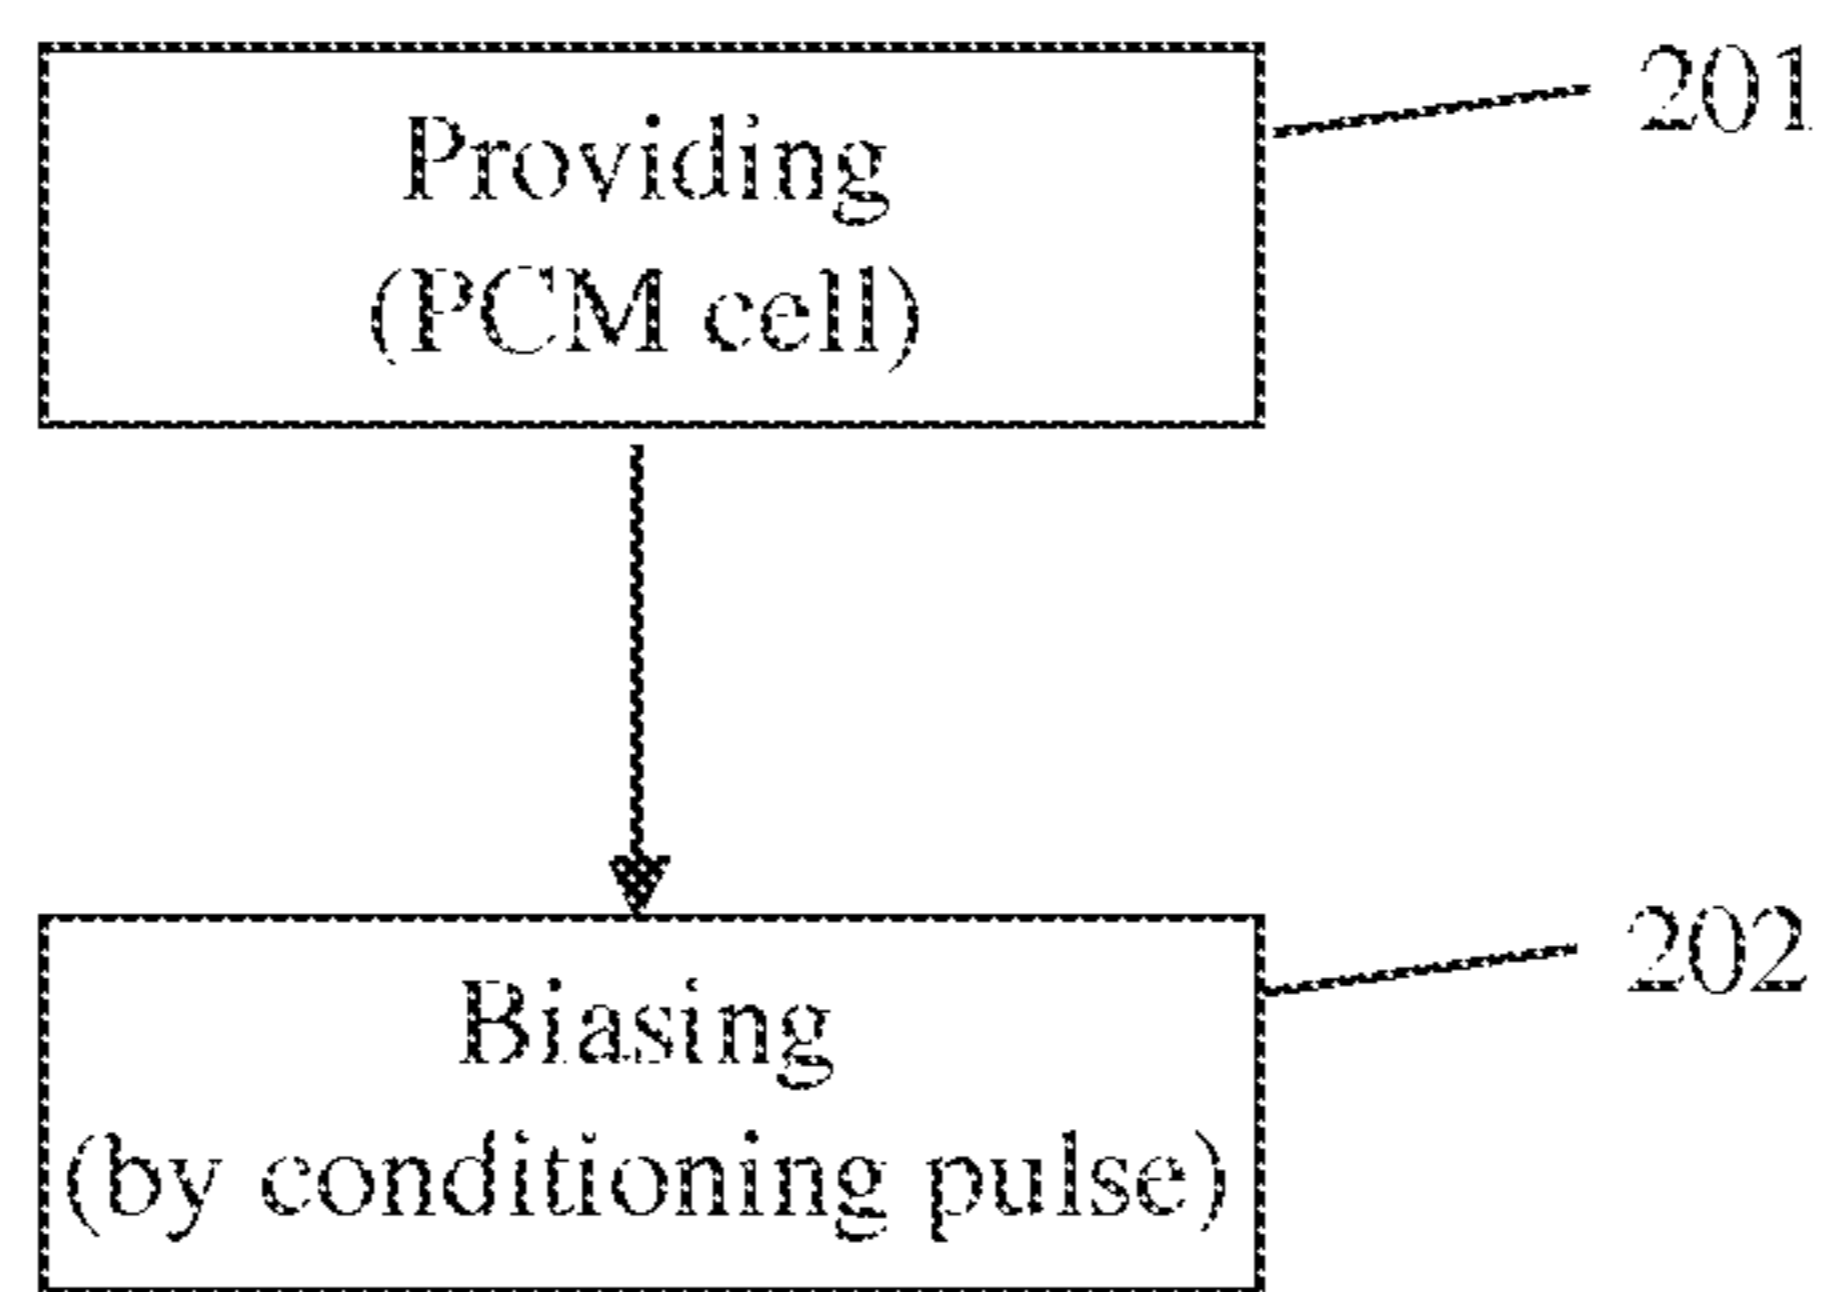 Providing
(PCM cell)
201
Biasing
(by conditioning pulse)
202